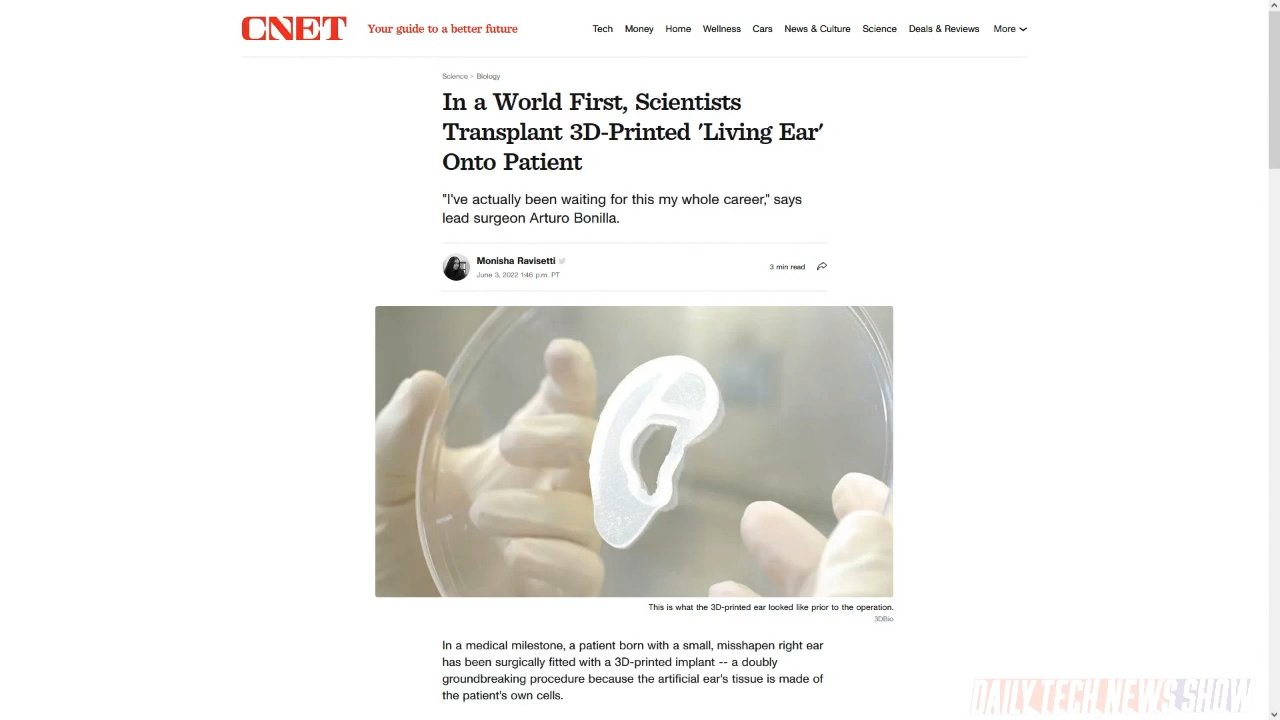 CNET
Your guide to a better future
Tech Money Home Wellness Cars News & Culture Science Deals & Reviews More
Science > Biology
In a World First, Scientists
Transplant 3D-Printed 'Living Ear'
Onto Patient
"I've actually been waiting for this my whole career," says
lead surgeon Arturo Bonilla.
Monisha Ravisetti
June 3, 2022 1:46 p.m. PT
3 min read
This is what the 3D-printed ear looked like prior to the operation.
3DBio
In a medical milestone, a patient born with a small, misshapen right ear
has been surgically fitted with a 3D-printed implant -- a doubly
groundbreaking procedure because the artificial ear's tissue is made of
the patient's own cells.
DAILY TECH NEWS SHOW